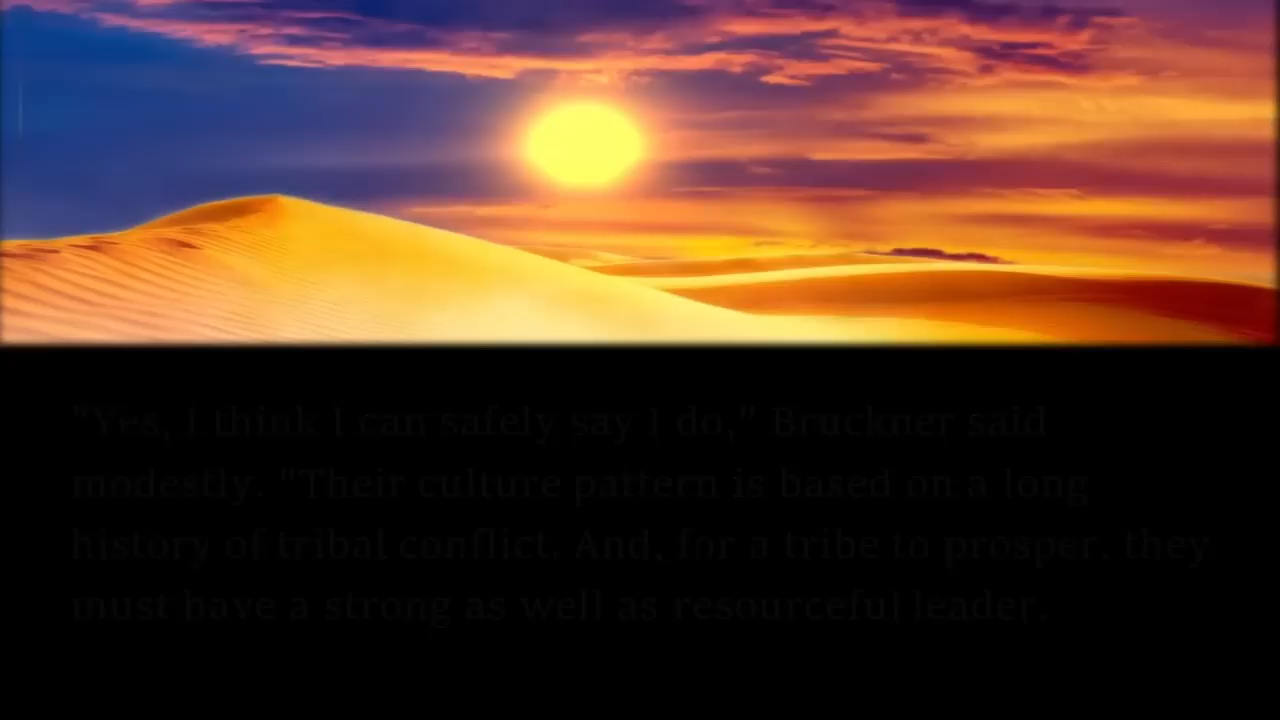 "Yes, I think I can safely say I do," Bruckner said
modestly. "Their culture pattern is based on a long
history of tribal conflict. And, for a tribe to prosper, they
must have a strong as well as resourceful leader.